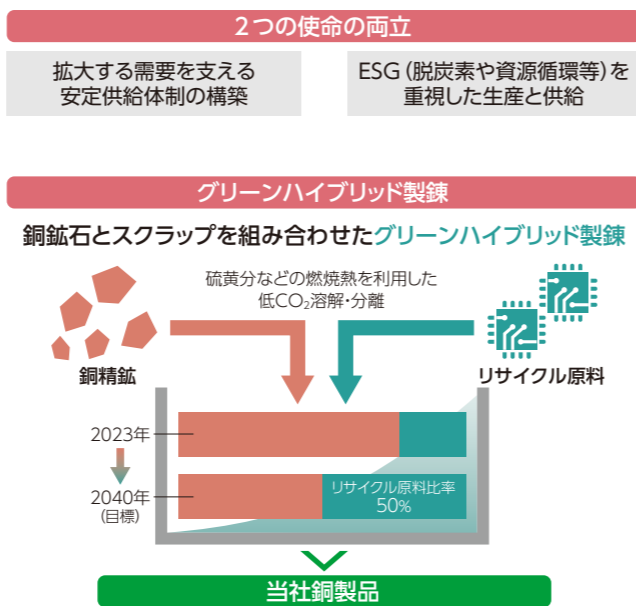 2つの使命の両立
拡大する需要を支える
安定供給体制の構築
ESG（脱炭素や資源循環等）を
重視した生産と供給
グリーンハイブリッド製錬
銅鉱石とスクラップを組み合わせたグリーンハイブリッド製錬
硫黄分などの燃焼熱を利用した
低CO₂溶解・分離
銅精鉱
リサイクル原料
2023年
2040年
(目標)
リサイクル原料比率
50%
当社銅製品